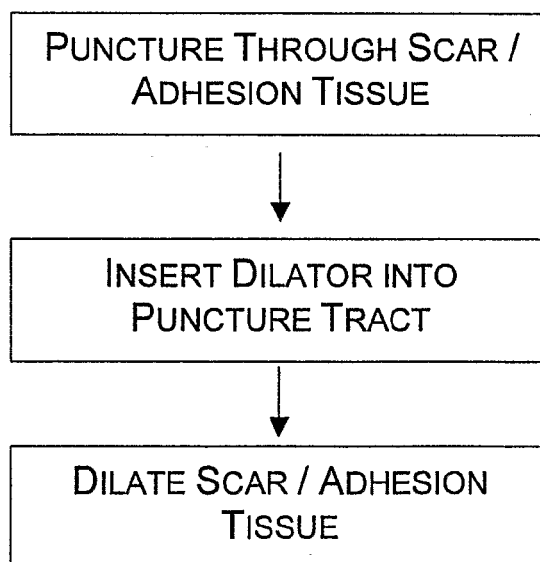 PUNCTURE THROUGH SCAR /
ADHESION TISSUE
INSERT DILATOR INTO
PUNCTURE TRACT
DILATE SCAR / ADHESION
TISSUE